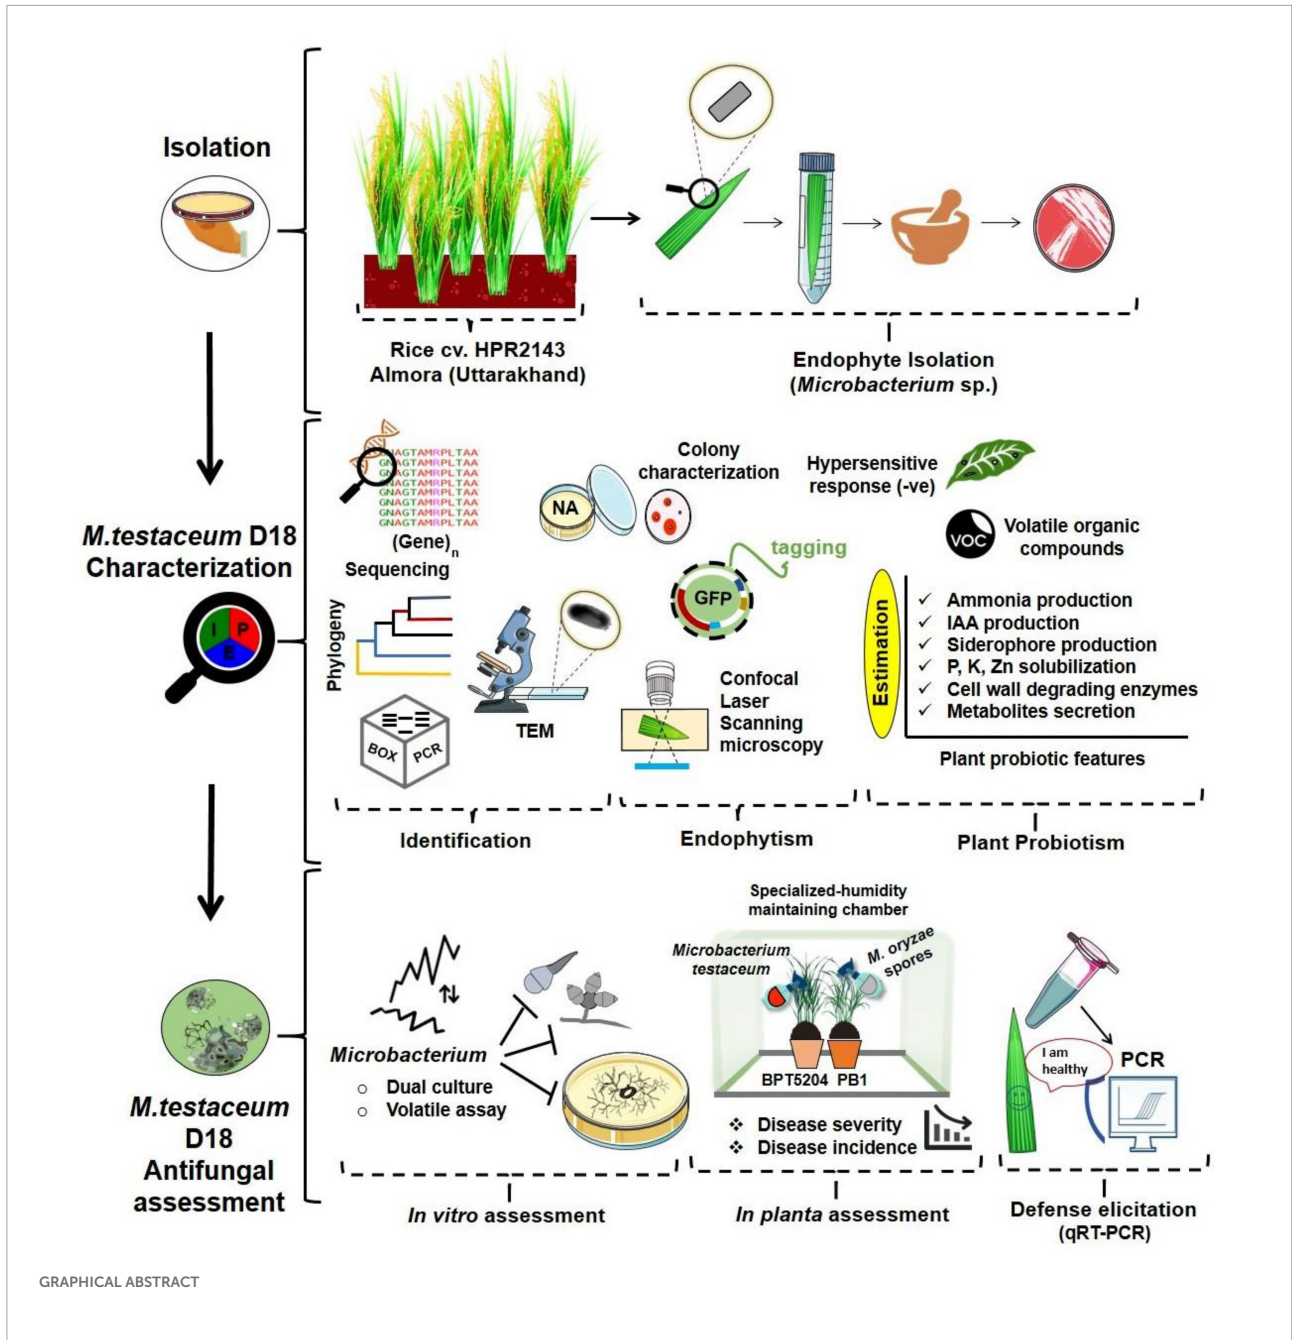 Isolation
Rice cv. HPR2143
Almora (Uttarakhand)
Endophyte Isolation
(Microbacterium sp.)
M.testaceum D18
Characterization
I P
E
GNAGTAMRPLTAA
GNAGTAMRPLTAA
GNAGTAMRPLTAA
GNAGTAMRPLTAA
GNAGTAMRPLTAA
GNAGTAMRPLTAA
GNAGTAMRPLTAA
(Gene)n
Sequencing
Phylogeny
BOX PCR
TEM
Identification
NA
Colony
characterization
tagging
GFP
Confocal
Laser
Scanning
microscopy
Endophytism
Hypersensitive
response (-ve)
VOC
Volatile organic
compounds
Estimation
✓ Ammonia production
✓ IAA production
✓ Siderophore production
✓ P, K, Zn solubilization
✓ Cell wall degrading enzymes
✓ Metabolites secretion
Plant probiotic features
Plant Probiotism
M.testaceum
D18
Antifungal
assessment
Microbacterium
o Dual culture
o Volatile assay
In vitro assessment
Specialized-humidity
maintaining chamber
Microbacterium
testaceum
M. oryzae
spores
BPT5204 PB1
❖ Disease severity
❖ Disease incidence
In planta assessment
I am
healthy
PCR
Defense elicitation
(qRT-PCR)
GRAPHICAL ABSTRACT